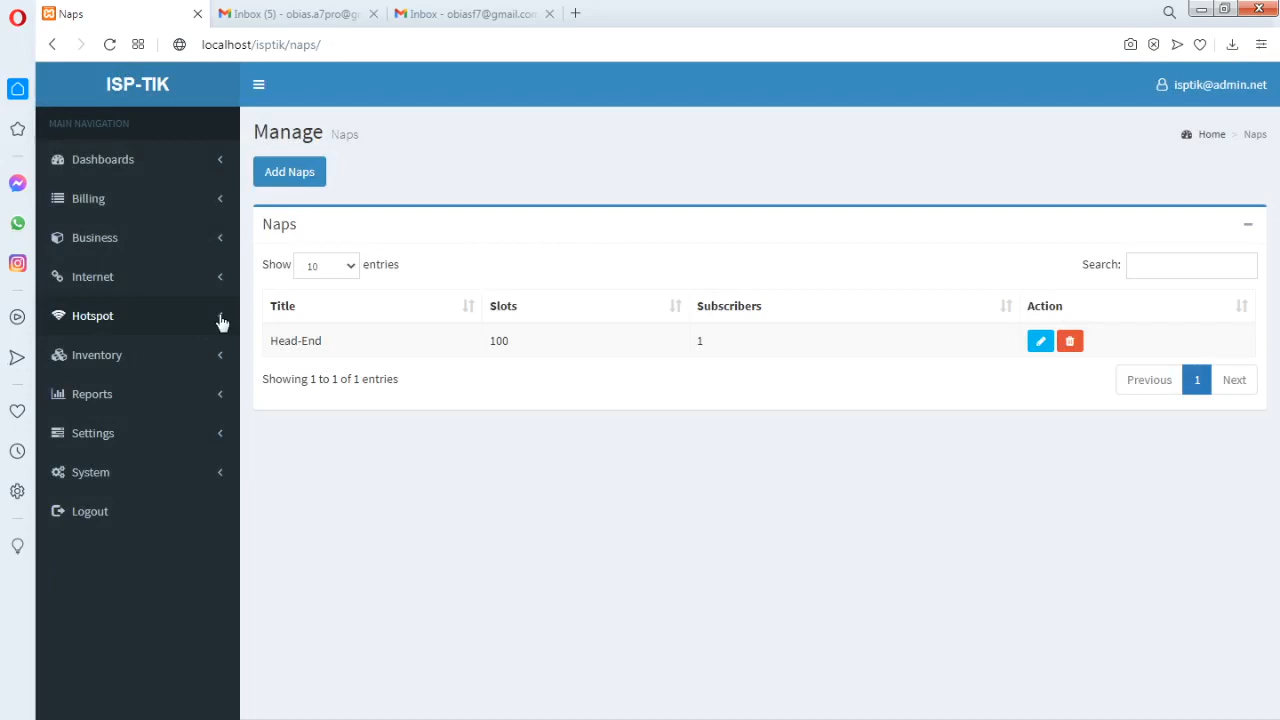 Naps
Inbox (5) - obias.a7pro@g
Inbox - obiasf7@gmail.com
localhost/isptik/naps/
ISP-TIK
isptik@admin.net
MAIN NAVIGATION
Dashboards
Billing
Business
Internet
Hotspot
Inventory
Reports
Settings
System
Logout
Manage Naps
Home > Naps
Add Naps
Naps
Show 10 entries
Search:
Title Slots Subscribers Action
Head-End 100 1
Showing 1 to 1 of 1 entries
Previous 1 Next